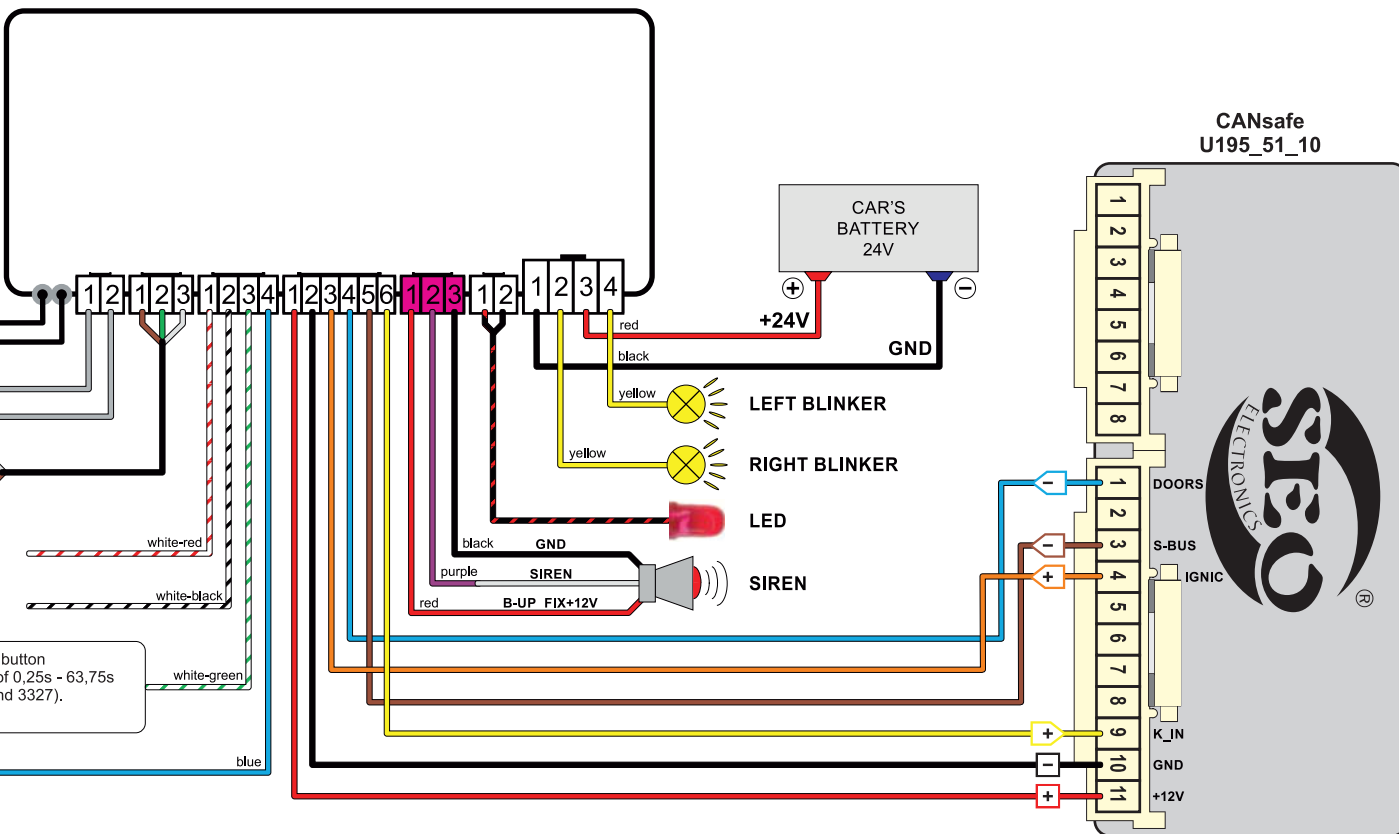 CANsafe
U195_51_10
CAR'S
BATTERY
24V
+
−
+24V
GND
1 2
1 2 3
1 2 3 4
1 2 3 4 5 6
1 2 3
1 2
1 2 3 4
red
black
yellow
LEFT BLINKER
yellow
RIGHT BLINKER
LED
black GND
purple SIREN
red B-UP FIX+12V
SIREN
white-red
white-black
white-green
blue
button
of 0,25s - 63,75s
nd 3327).
1
2
3
4
5
6
7
8
− 1 DOORS
2
− 3 S-BUS
+ 4 IGNIC
5
6
7
8
+ 9 K_IN
− 10 GND
+ 11 +12V
SEO
ELECTRONICS
®